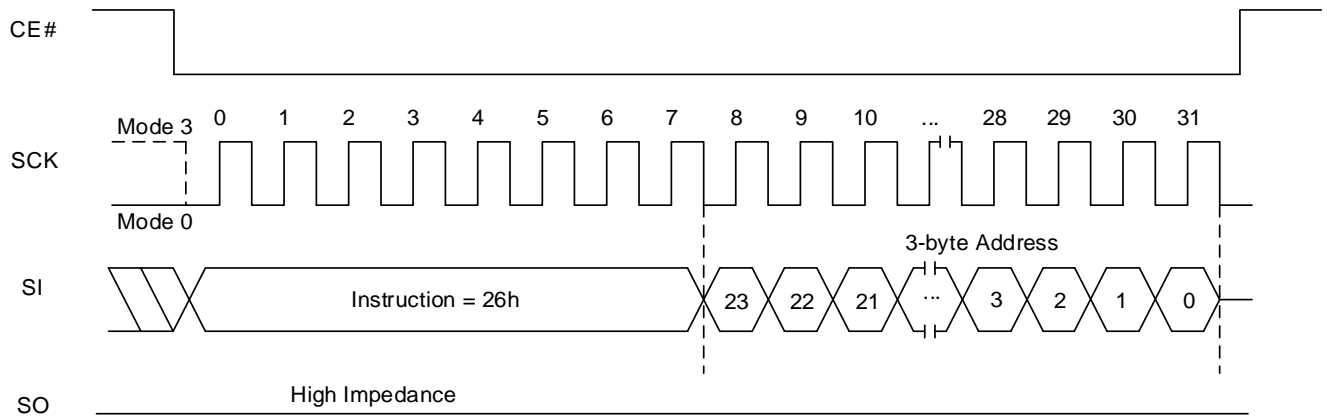 CE#
0 1 2 3 4 5 6 7 8 9 10 ... 28 29 30 31
Mode 3
SCK
Mode 0
3-byte Address
SI
Instruction = 26h
23 22 21 ... 3 2 1 0
High Impedance
SO